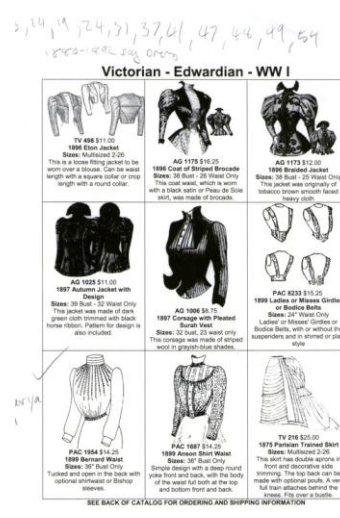 24, 19, 24, 31, 37, 41, 47, 48, 49, 54
Victorian - Edwardian - WW I
TV 498 $11.00
1896 Eton Jacket
Sizes: Multisized 2-26
This is a loose fitting jacket to be
worn over a blouse. Can be waist
length with a square collar or crop
length with a round collar.
AG 1175 $16.25
1896 Coat of Striped Brocade
Sizes: 38 Bust - 26 Waist Only
This coat waist, which is worn
with a black satin or Peau de Soie
skirt, was made of brocade.
AG 1173 $12.00
1896 Braided Jacket
Sizes: 38 Bust - 25 Waist Only
This jacket was originally of
tobacco brown smooth faced
heavy cloth.
AG 1025 $11.00
1897 Autumn Jacket with
Design
Sizes: 39 Bust - 32 Waist Only
This jacket was made of dark
green cloth trimmed with black
horse ribbon. Pattern for design is
also included.
AG 1006 $8.75
1897 Corsage with Pleated
Surah Vest
Sizes: 32 bust, 23 waist only
This corsage was made of striped
wool in grayish-blue shades.
PAC 8233 $15.25
1899 Ladies or Misses Girdles
or Bodice Belts
Sizes: 24" Waist Only
Ladies' or Misses' Girdles or
Bodice Belts, with or without the
suspenders and in shirred or plain
style
PAC 1954 $14.25
1899 Bernard Waist
Sizes: 36" Bust Only
Tucked and open in the back with
optional shirtwaist or Bishop
sleeves.
PAC 1687 $14.25
1899 Anson Shirt Waist
Sizes: 36" Bust Only
Simple design with a deep round
yoke front and back, with the body
of the waist full both at the top
and bottom front and back.
TV 216 $25.00
1875 Parisian Trained Skirt
Sizes: Multisized 2-26
This skirt has double aprons in
front and decorative side
trimming. The top back can be
made with optional poufs. A very
full train attaches behind the
knees. Fits over a bustle.
SEE BACK OF CATALOG FOR ORDERING AND SHIPPING INFORMATION